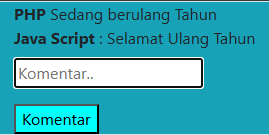 PHP Sedang berulang Tahun
Java Script : Selamat Ulang Tahun
Komentar..
Komentar